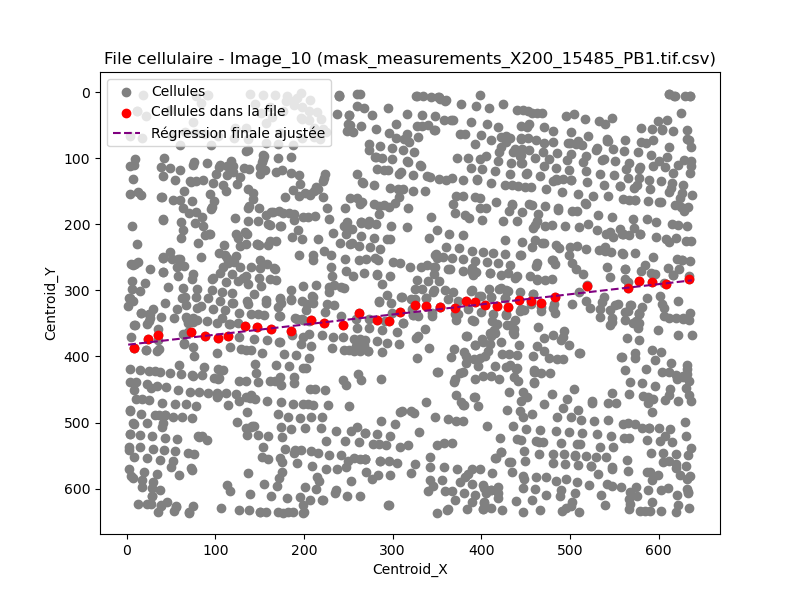 File cellulaire - Image_10 (mask_measurements_X200_15485_PB1.tif.csv)
Cellules
Cellules dans la file
Régression finale ajustée
Centroid_Y
0
100
200
300
400
500
600
0 100 200 300 400 500 600
Centroid_X